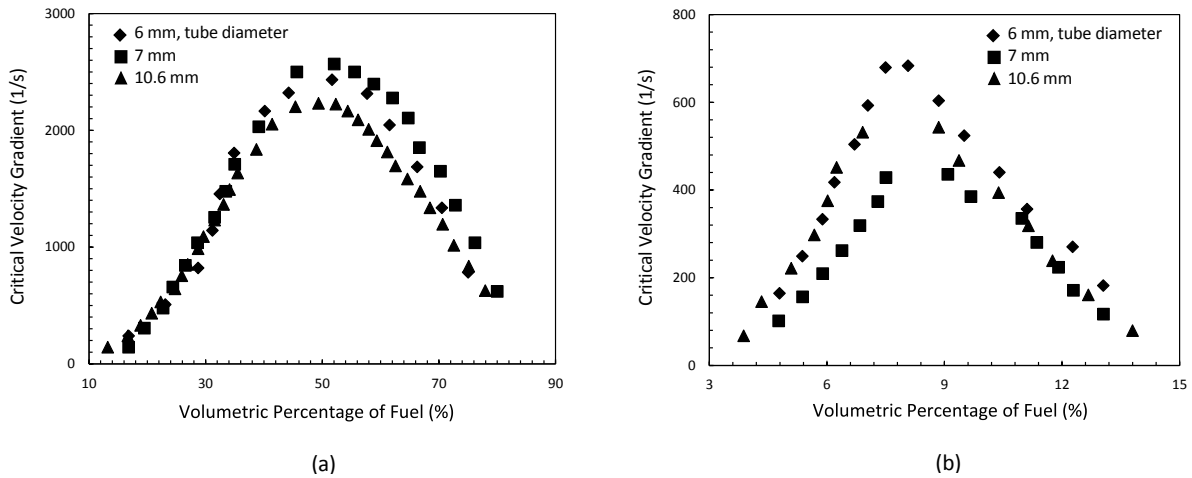 3000
2000
1000
0
10
30
50
70
90
Critical Velocity Gradient (1/s)
Volumetric Percentage of Fuel (%)
6 mm, tube diameter
7 mm
10.6 mm
(a)
800
600
400
200
0
3
6
9
12
15
Critical Velocity Gradient (1/s)
Volumetric Percentage of Fuel (%)
6 mm, tube diameter
7 mm
10.6 mm
(b)